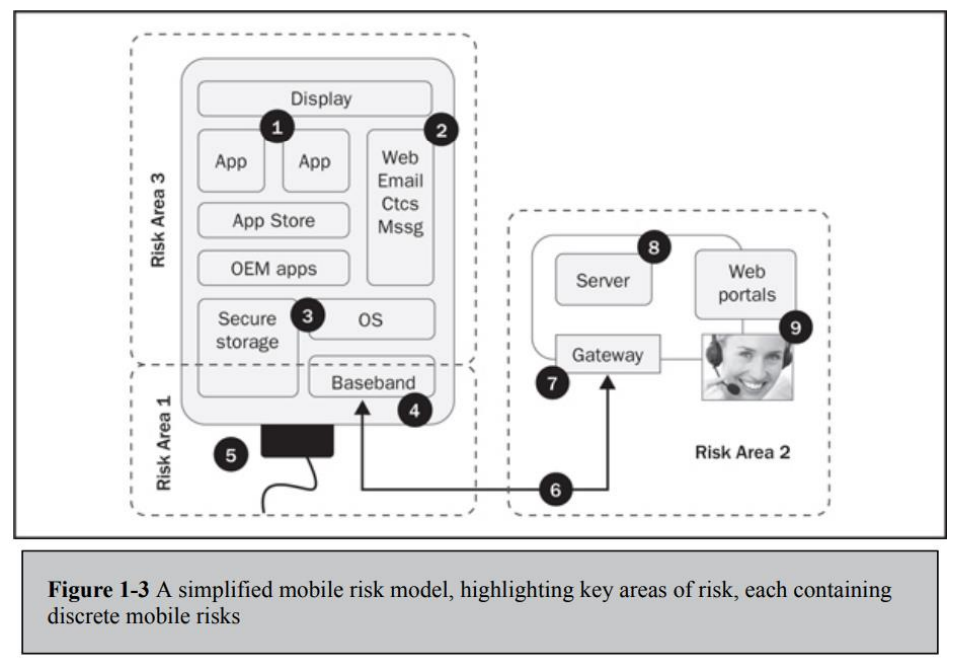 Display
1
2
App
App
Web
Email
Ctcs
Mssg
App Store
OEM apps
Secure
storage
3
OS
Baseband
4
5
Risk Area 3
Risk Area 1
6
8
Server
Web
portals
9
Gateway
7
Risk Area 2
Figure 1-3 A simplified mobile risk model, highlighting key areas of risk, each containing
discrete mobile risks